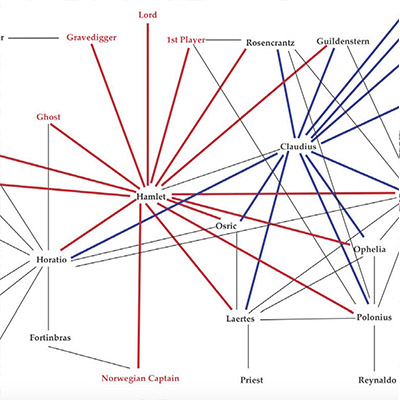 Lord
Gravedigger
1st Player
Rosencrantz
Guildenstern
Ghost
Claudius
Hamlet
Osric
Ophelia
Horatio
Laertes
Polonius
Fortinbras
Norwegian Captain
Priest
Reynaldo